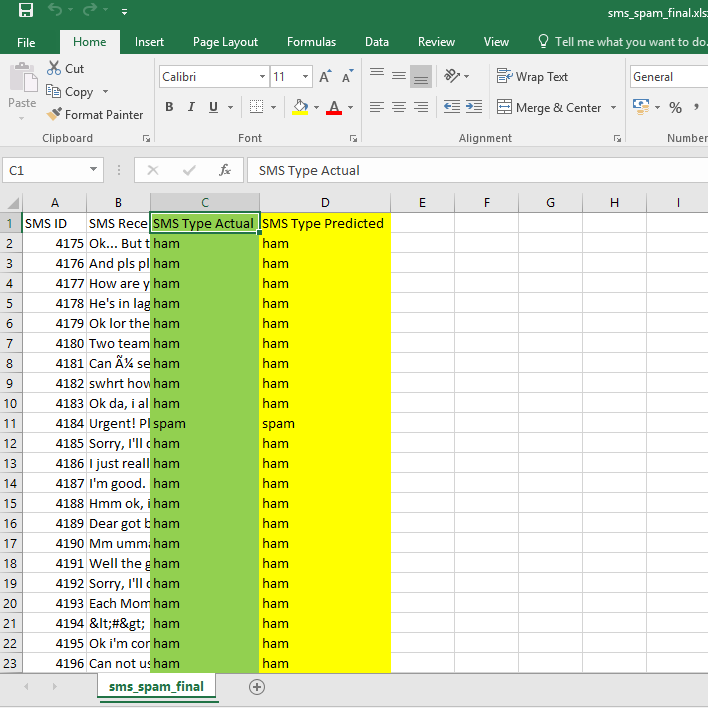 sms_spam_final.xls
File Home Insert Page Layout Formulas Data Review View Tell me what you want to do.
Paste Cut Copy Format Painter Clipboard
Calibri 11 A A B I U A Font
Wrap Text Merge & Center Alignment
General % , Number
C1 fx SMS Type Actual
A B C D E F G H I
1 SMS ID SMS Rece SMS Type Actual SMS Type Predicted
2 4175 Ok... But t ham ham
3 4176 And pls pl ham ham
4 4177 How are y ham ham
5 4178 He's in lag ham ham
6 4179 Ok lor the ham ham
7 4180 Two team ham ham
8 4181 Can Ã¼ se ham ham
9 4182 swhrt how ham ham
10 4183 Ok da, i al ham ham
11 4184 Urgent! Pl spam spam
12 4185 Sorry, I'll c ham ham
13 4186 I just reall ham ham
14 4187 I'm good. ham ham
15 4188 Hmm ok, i ham ham
16 4189 Dear got b ham ham
17 4190 Mm umma ham ham
18 4191 Well the g ham ham
19 4192 Sorry, I'll c ham ham
20 4193 Each Mom ham ham
21 4194 &lt;#&gt; ham ham
22 4195 Ok i'm con ham ham
23 4196 Can not us ham ham
sms_spam_final